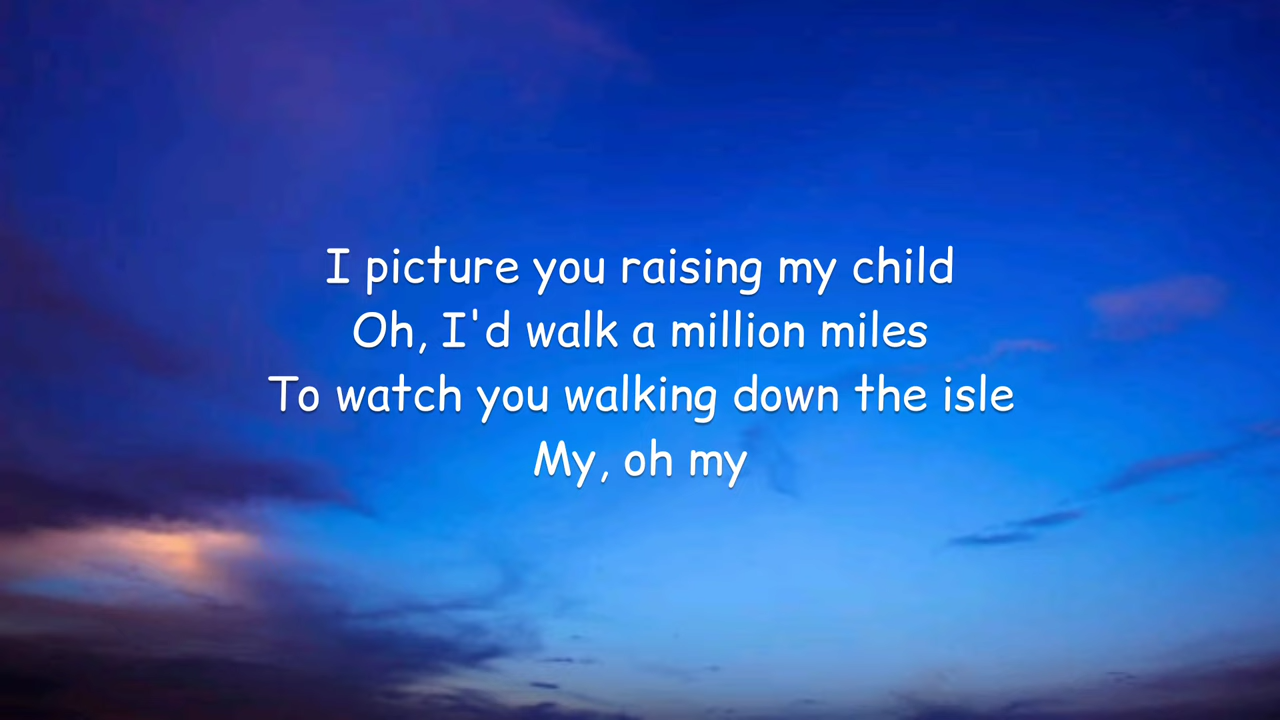 I picture you raising my child
Oh, I'd walk a million miles
To watch you walking down the isle
My, oh my